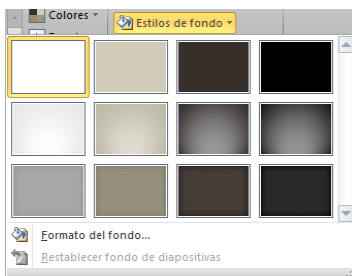 Colores
Estilos de fondo
Formato del fondo...
Restablecer fondo de diapositivas